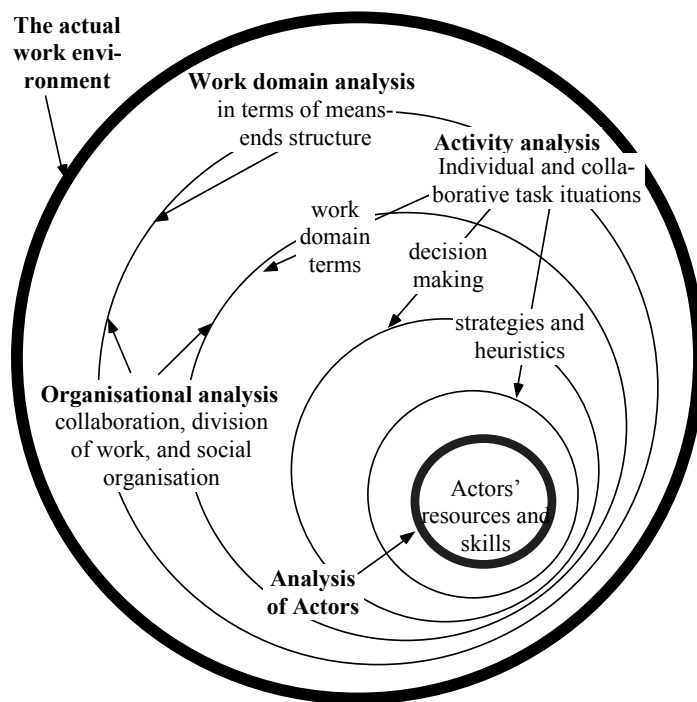 The actual
work envi-
ronment
Work domain analysis
in terms of means-
ends structure
Activity analysis
Individual and colla-
borative task ituations
work
domain
terms
decision
making
strategies and
heuristics
Organisational analysis
collaboration, division
of work, and social
organisation
Actors’
resources and
skills
Analysis
of Actors